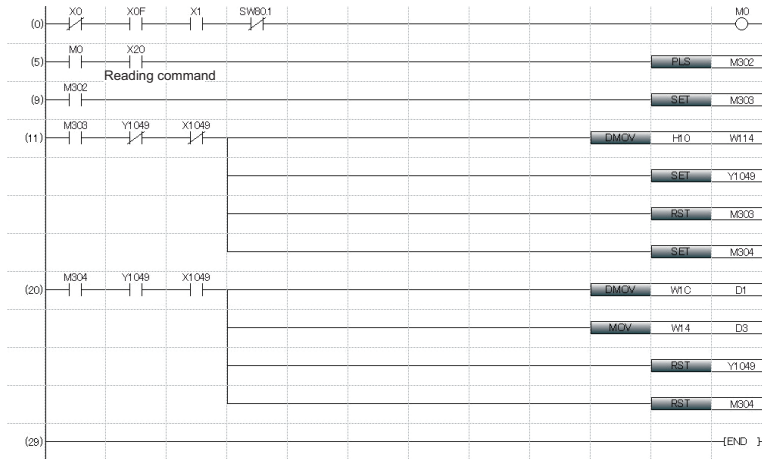 X0 X0F X1 SW80.1 M0
(0)
M0 X20
(5) PLS M302
Reading command
M302
(9) SET M303
M303 Y1049 X1049
(11) DMOV H10 W114
SET Y1049
RST M303
SET M304
M304 Y1049 X1049
(20) DMOV W1C D1
MOV W14 D3
RST Y1049
RST M304
(29) [END ]